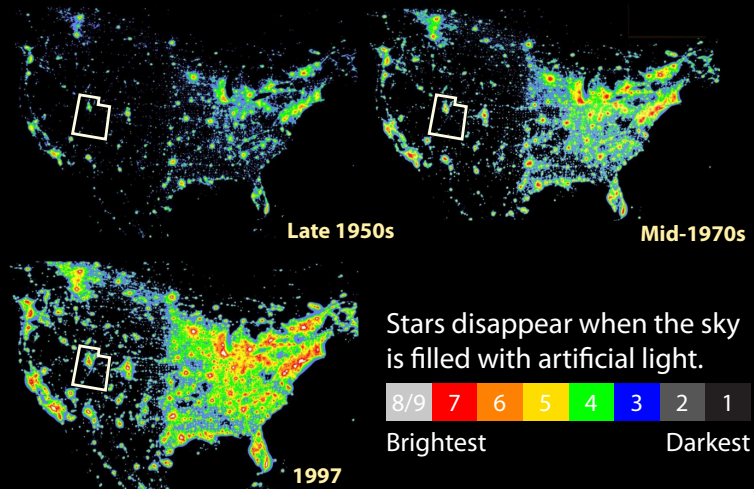 Late 1950s
Mid-1970s
1997
Stars disappear when the sky
is filled with artificial light.
8/9 7 6 5 4 3 2 1
Brightest Darkest